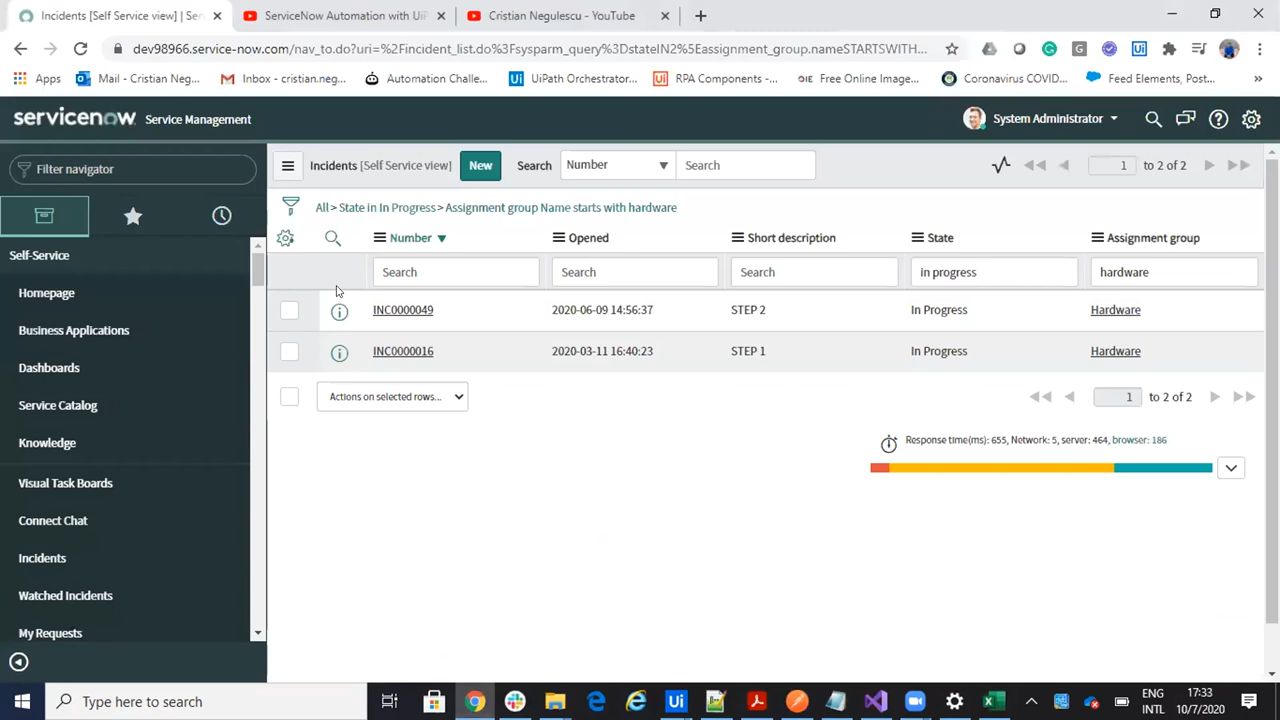 Incidents [Self Service view] | Ser
ServiceNow Automation with UiP
Cristian Negulescu - YouTube
dev98966.service-now.com/nav_to.do?uri=%2Fincident_list.do%3Fsysparm_query%3DstateIN2%5Eassignment_group.nameSTARTSWITH...
Apps
Mail - Cristian Neg...
Inbox - cristian.neg...
Automation Challe...
UiPath Orchestrator...
RPA Components -...
Free Online Image...
Coronavirus COVID...
Feed Elements, Post...
servicenow Service Management
System Administrator
Filter navigator
Incidents [Self Service view]
New
Search
Number
Search
1 to 2 of 2
All > State in In Progress > Assignment group Name starts with hardware
Number
Opened
Short description
State
Assignment group
Search
Search
Search
in progress
hardware
INC0000049
2020-06-09 14:56:37
STEP 2
In Progress
Hardware
INC0000016
2020-03-11 16:40:23
STEP 1
In Progress
Hardware
Actions on selected rows...
1 to 2 of 2
Response time(ms): 655, Network: 5, server: 464, browser: 186
Self-Service
Homepage
Business Applications
Dashboards
Service Catalog
Knowledge
Visual Task Boards
Connect Chat
Incidents
Watched Incidents
My Requests
Type here to search
ENG
INTL
17:33
10/7/2020